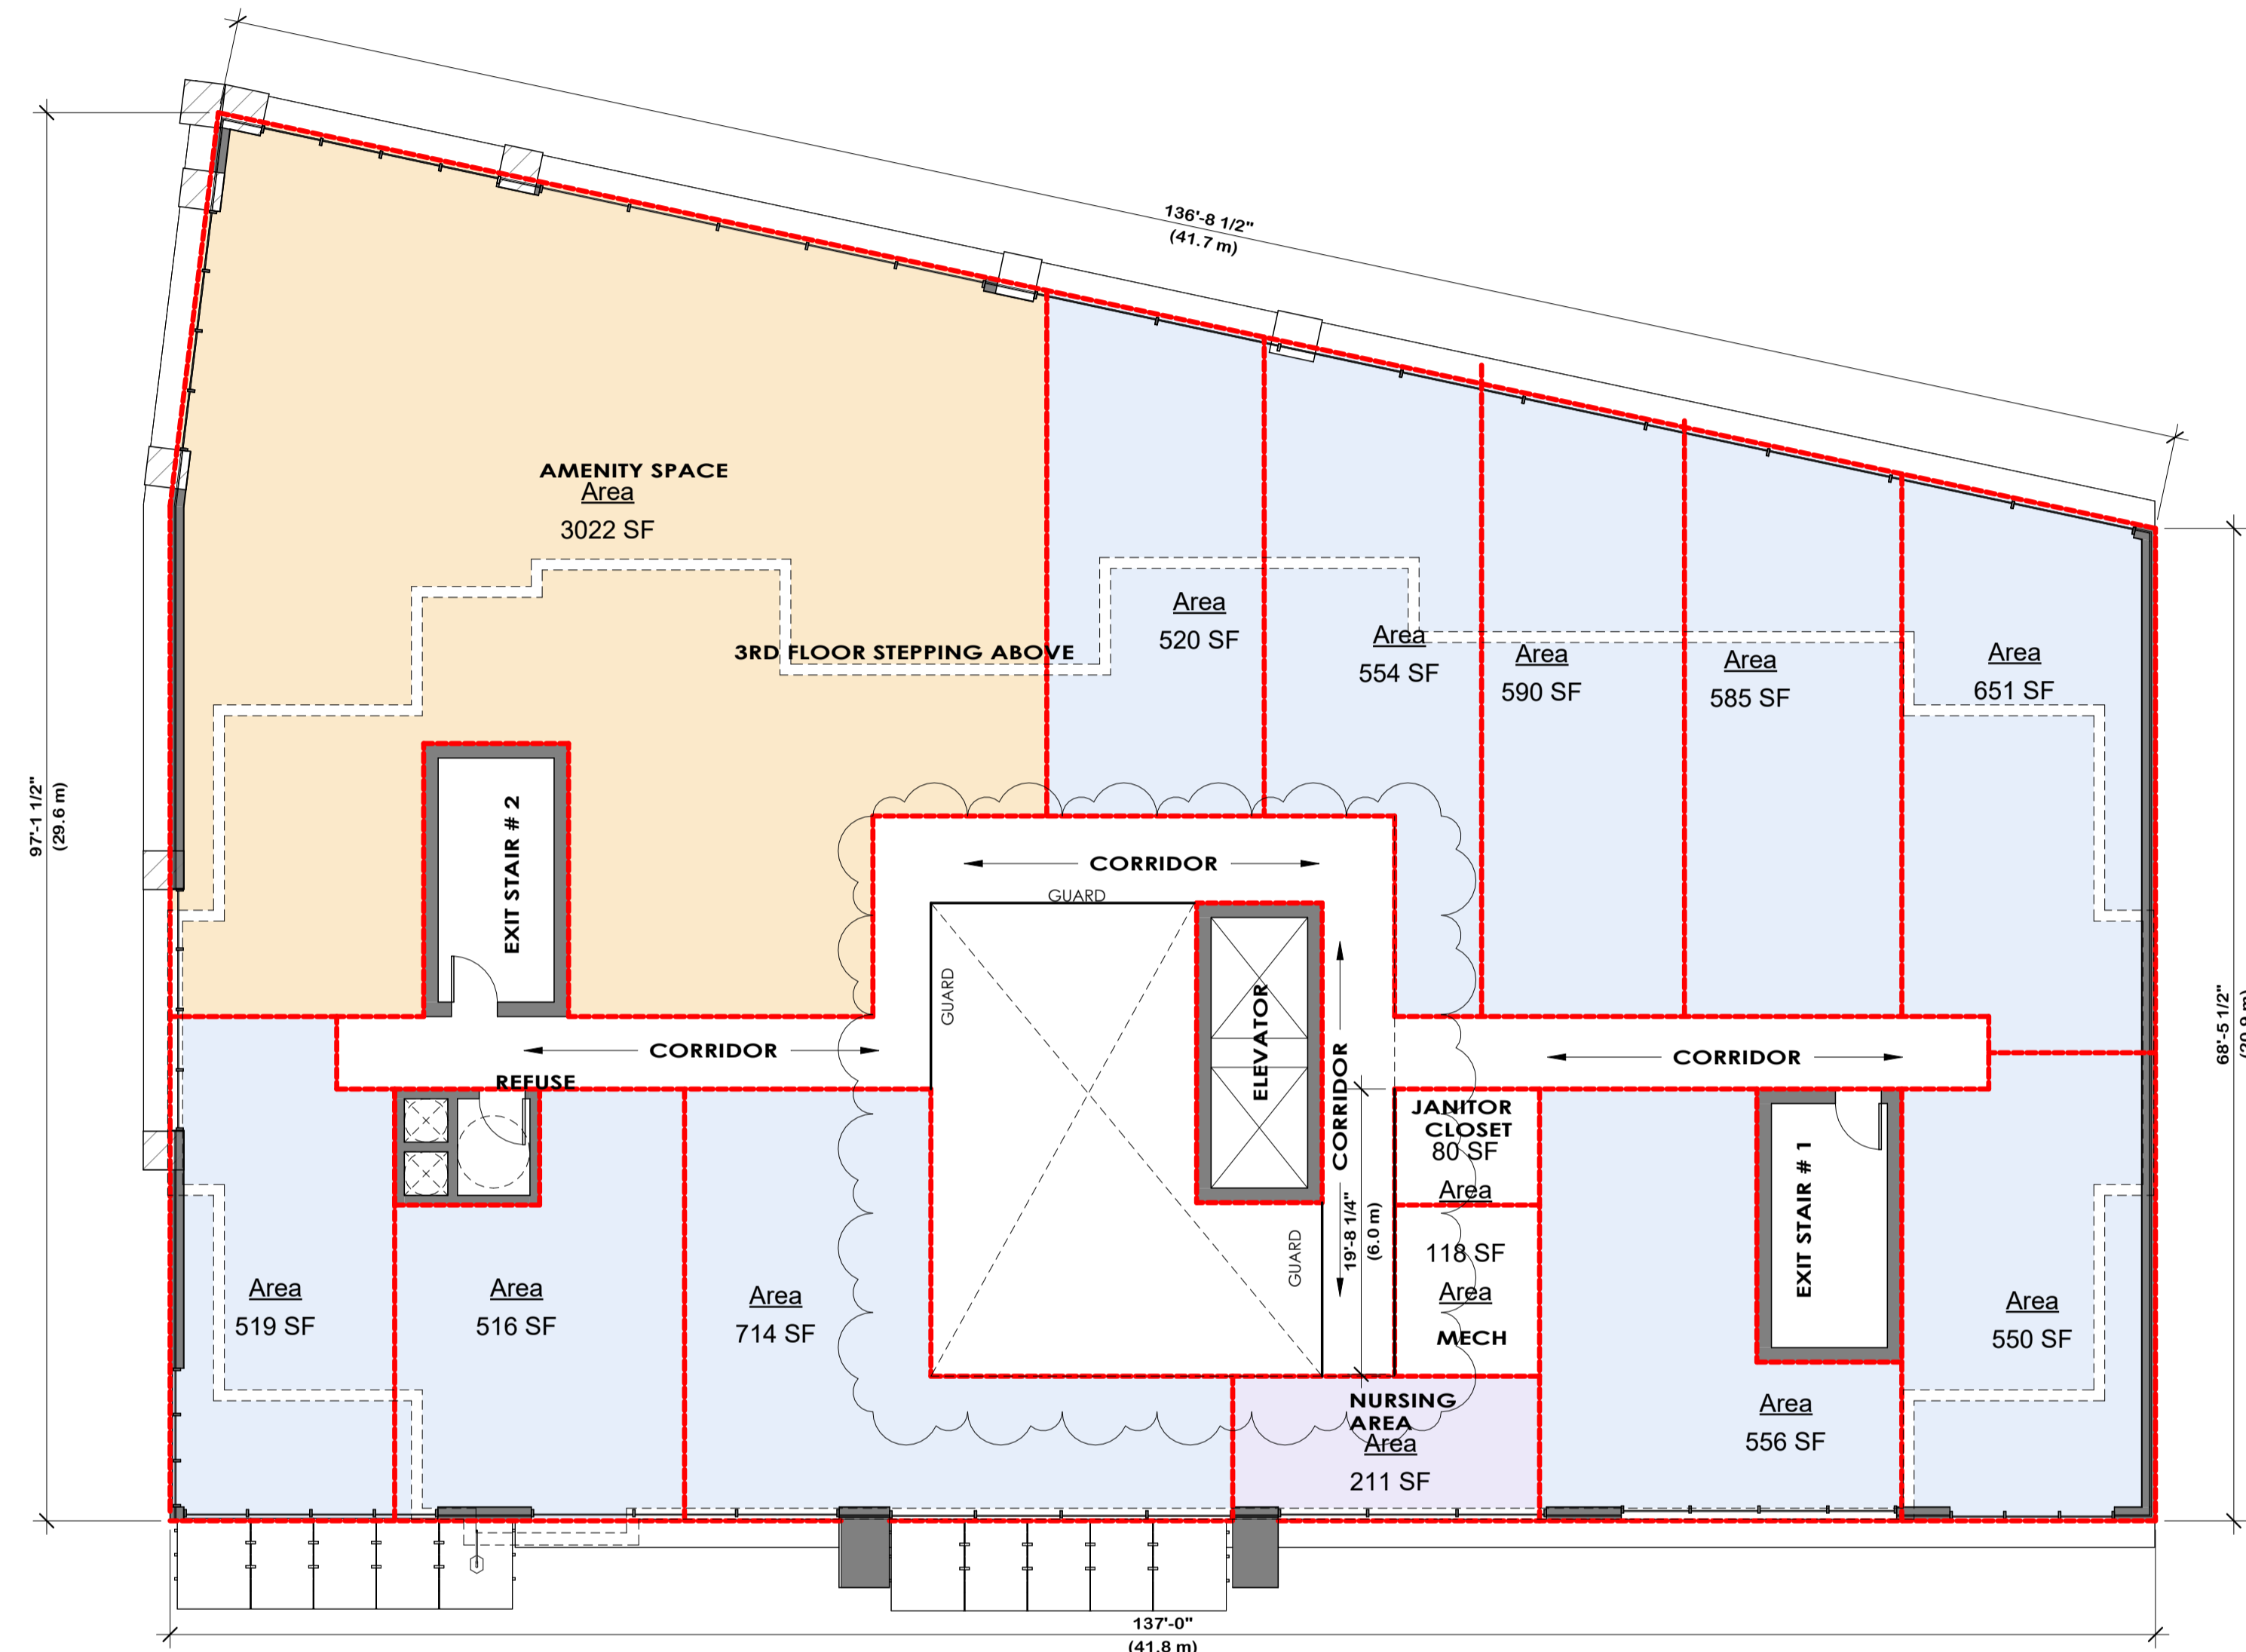 136'-8 1/2"
(41.7 m)
AMENITY SPACE
Area
3022 SF
3RD FLOOR STEPPING ABOVE
Area
520 SF
Area
554 SF
Area
590 SF
Area
585 SF
Area
651 SF
97'-1 1/2"
(29.6 m)
EXIT STAIR # 2
CORRIDOR
GUARD
GUARD
ELEVATOR
CORRIDOR
CORRIDOR
REFUSE
CORRIDOR
68'-5 1/2"
(20.9 m)
JANITOR
CLOSET
80 SF
Area
19'-8 1/4"
(6.0 m)
GUARD
118 SF
Area
MECH
EXIT STAIR # 1
Area
519 SF
Area
516 SF
Area
714 SF
NURSING
AREA
Area
211 SF
Area
556 SF
Area
550 SF
137'-0"
(41.8 m)